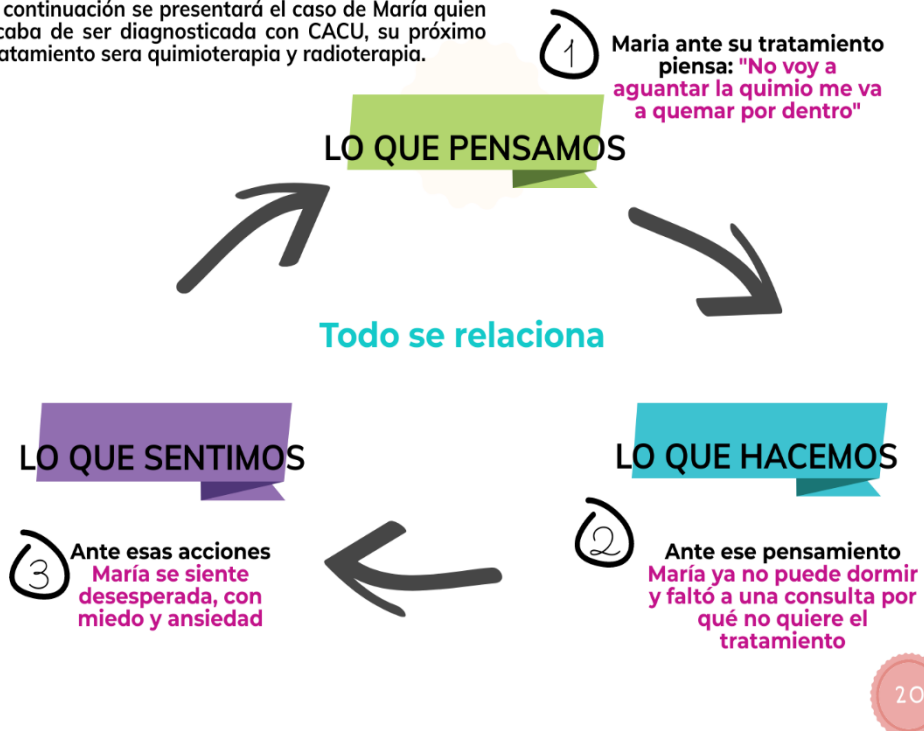 continuación se presentará el caso de María quien
caba de ser diagnosticada con CACU, su próximo
atamiento sera quimioterapia y radioterapia.
1
Maria ante su tratamiento
piensa: "No voy a
aguantar la quimio me va
a quemar por dentro"
LO QUE PENSAMOS
Todo se relaciona
LO QUE SENTIMOS
LO QUE HACEMOS
3
Ante esas acciones
María se siente
desesperada, con
miedo y ansiedad
2
Ante ese pensamiento
María ya no puede dormir
y faltó a una consulta por
qué no quiere el
tratamiento
20